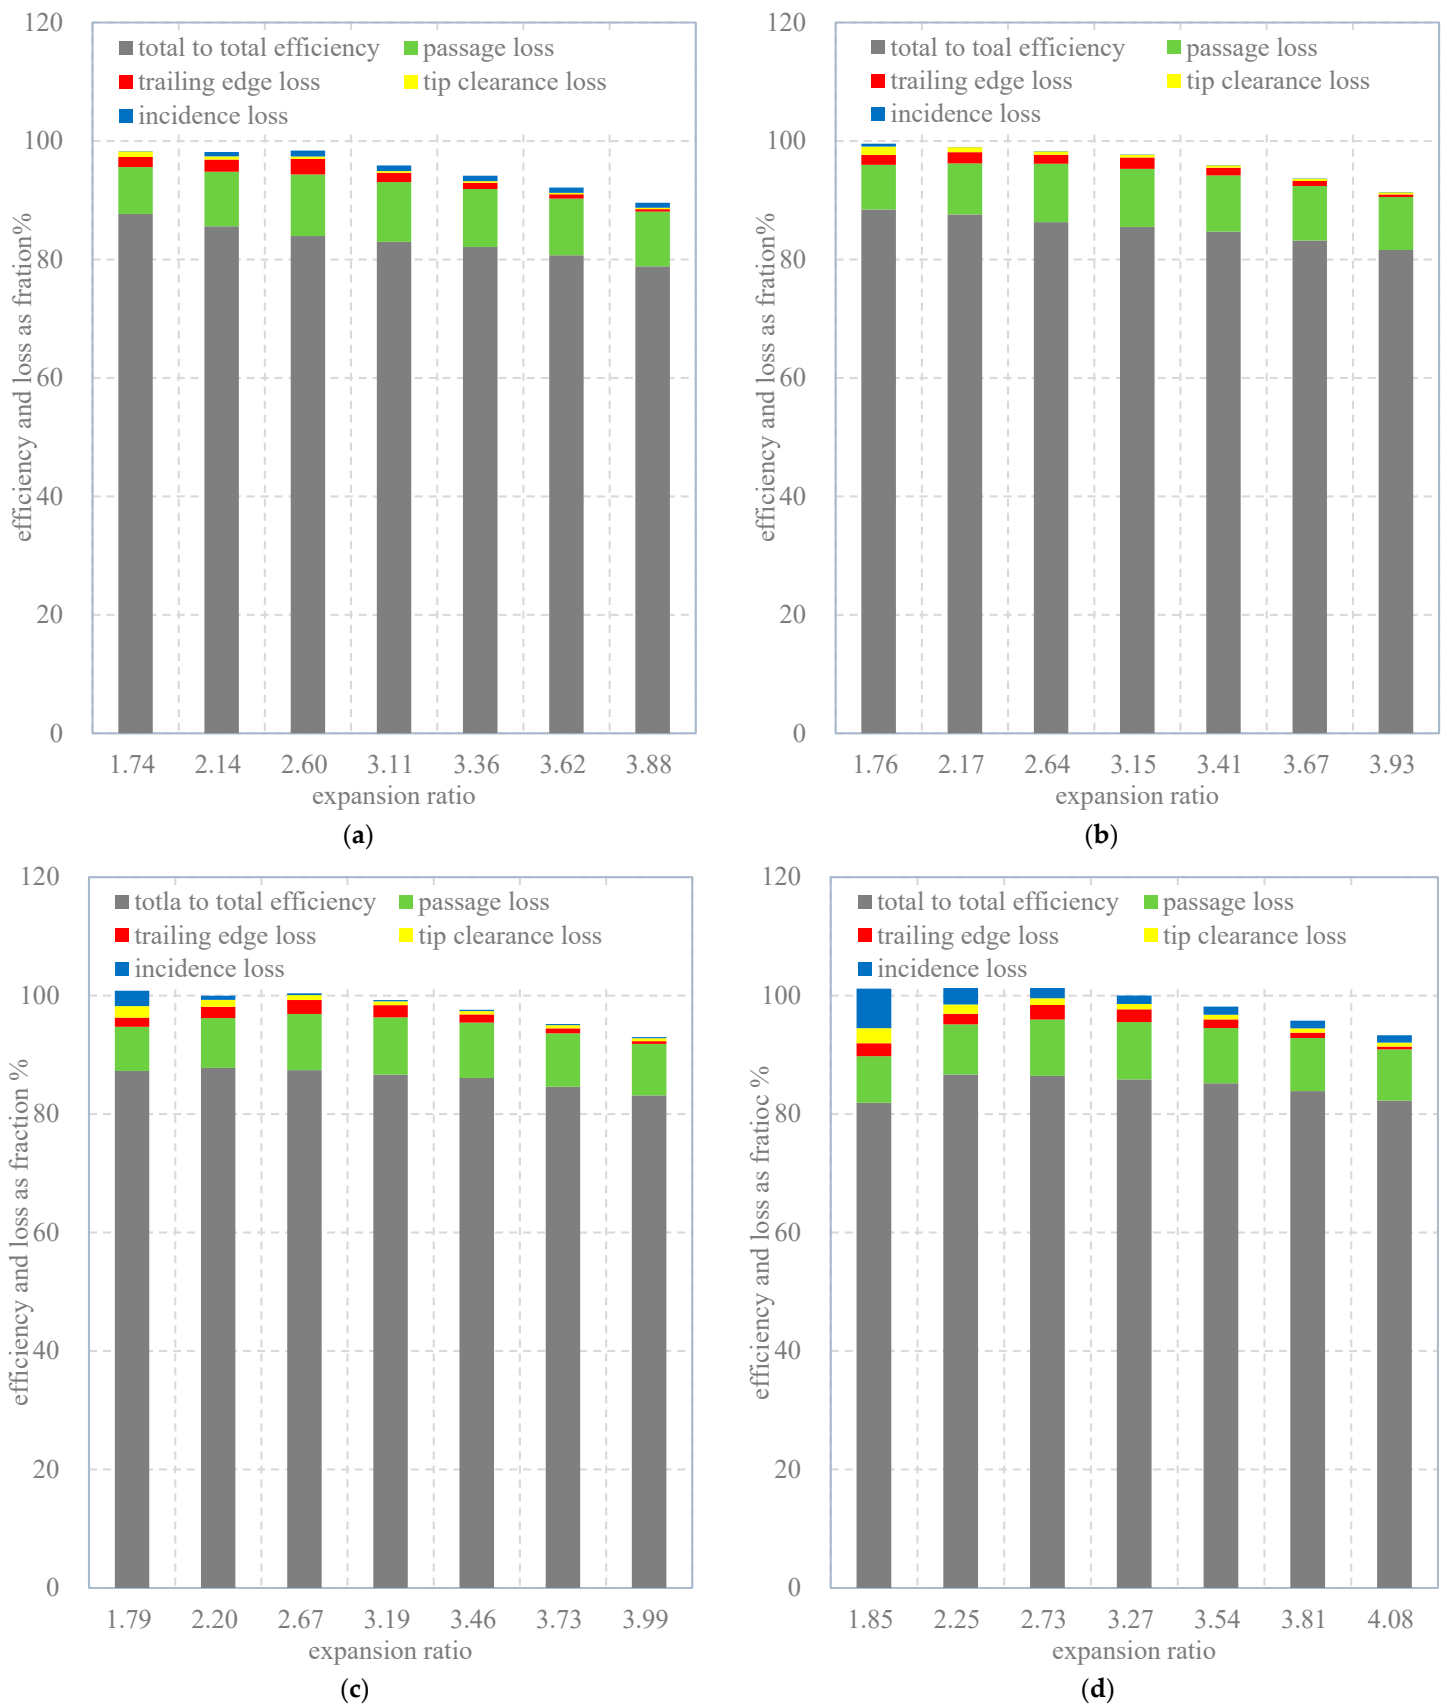 120
total to total efficiency
passage loss
trailing edge loss
tip clearance loss
incidence loss
100
80
60
40
20
0
efficiency and loss as fration%
1.74 2.14 2.60 3.11 3.36 3.62 3.88
expansion ratio
(a)
120
total to toal efficiency
passage loss
trailing edge loss
tip clearance loss
incidence loss
100
80
60
40
20
0
efficiency and loss as fration%
1.76 2.17 2.64 3.15 3.41 3.67 3.93
expansion ratio
(b)
120
totla to total efficiency
passage loss
trailing edge loss
tip clearance loss
incidence loss
100
80
60
40
20
0
efficiency and loss as fraction %
1.79 2.20 2.67 3.19 3.46 3.73 3.99
expansion ratio
(c)
120
total to total efficiency
passage loss
trailing edge loss
tip clearance loss
incidence loss
100
80
60
40
20
0
efficiency and loss as fratioc %
1.85 2.25 2.73 3.27 3.54 3.81 4.08
expansion ratio
(d)